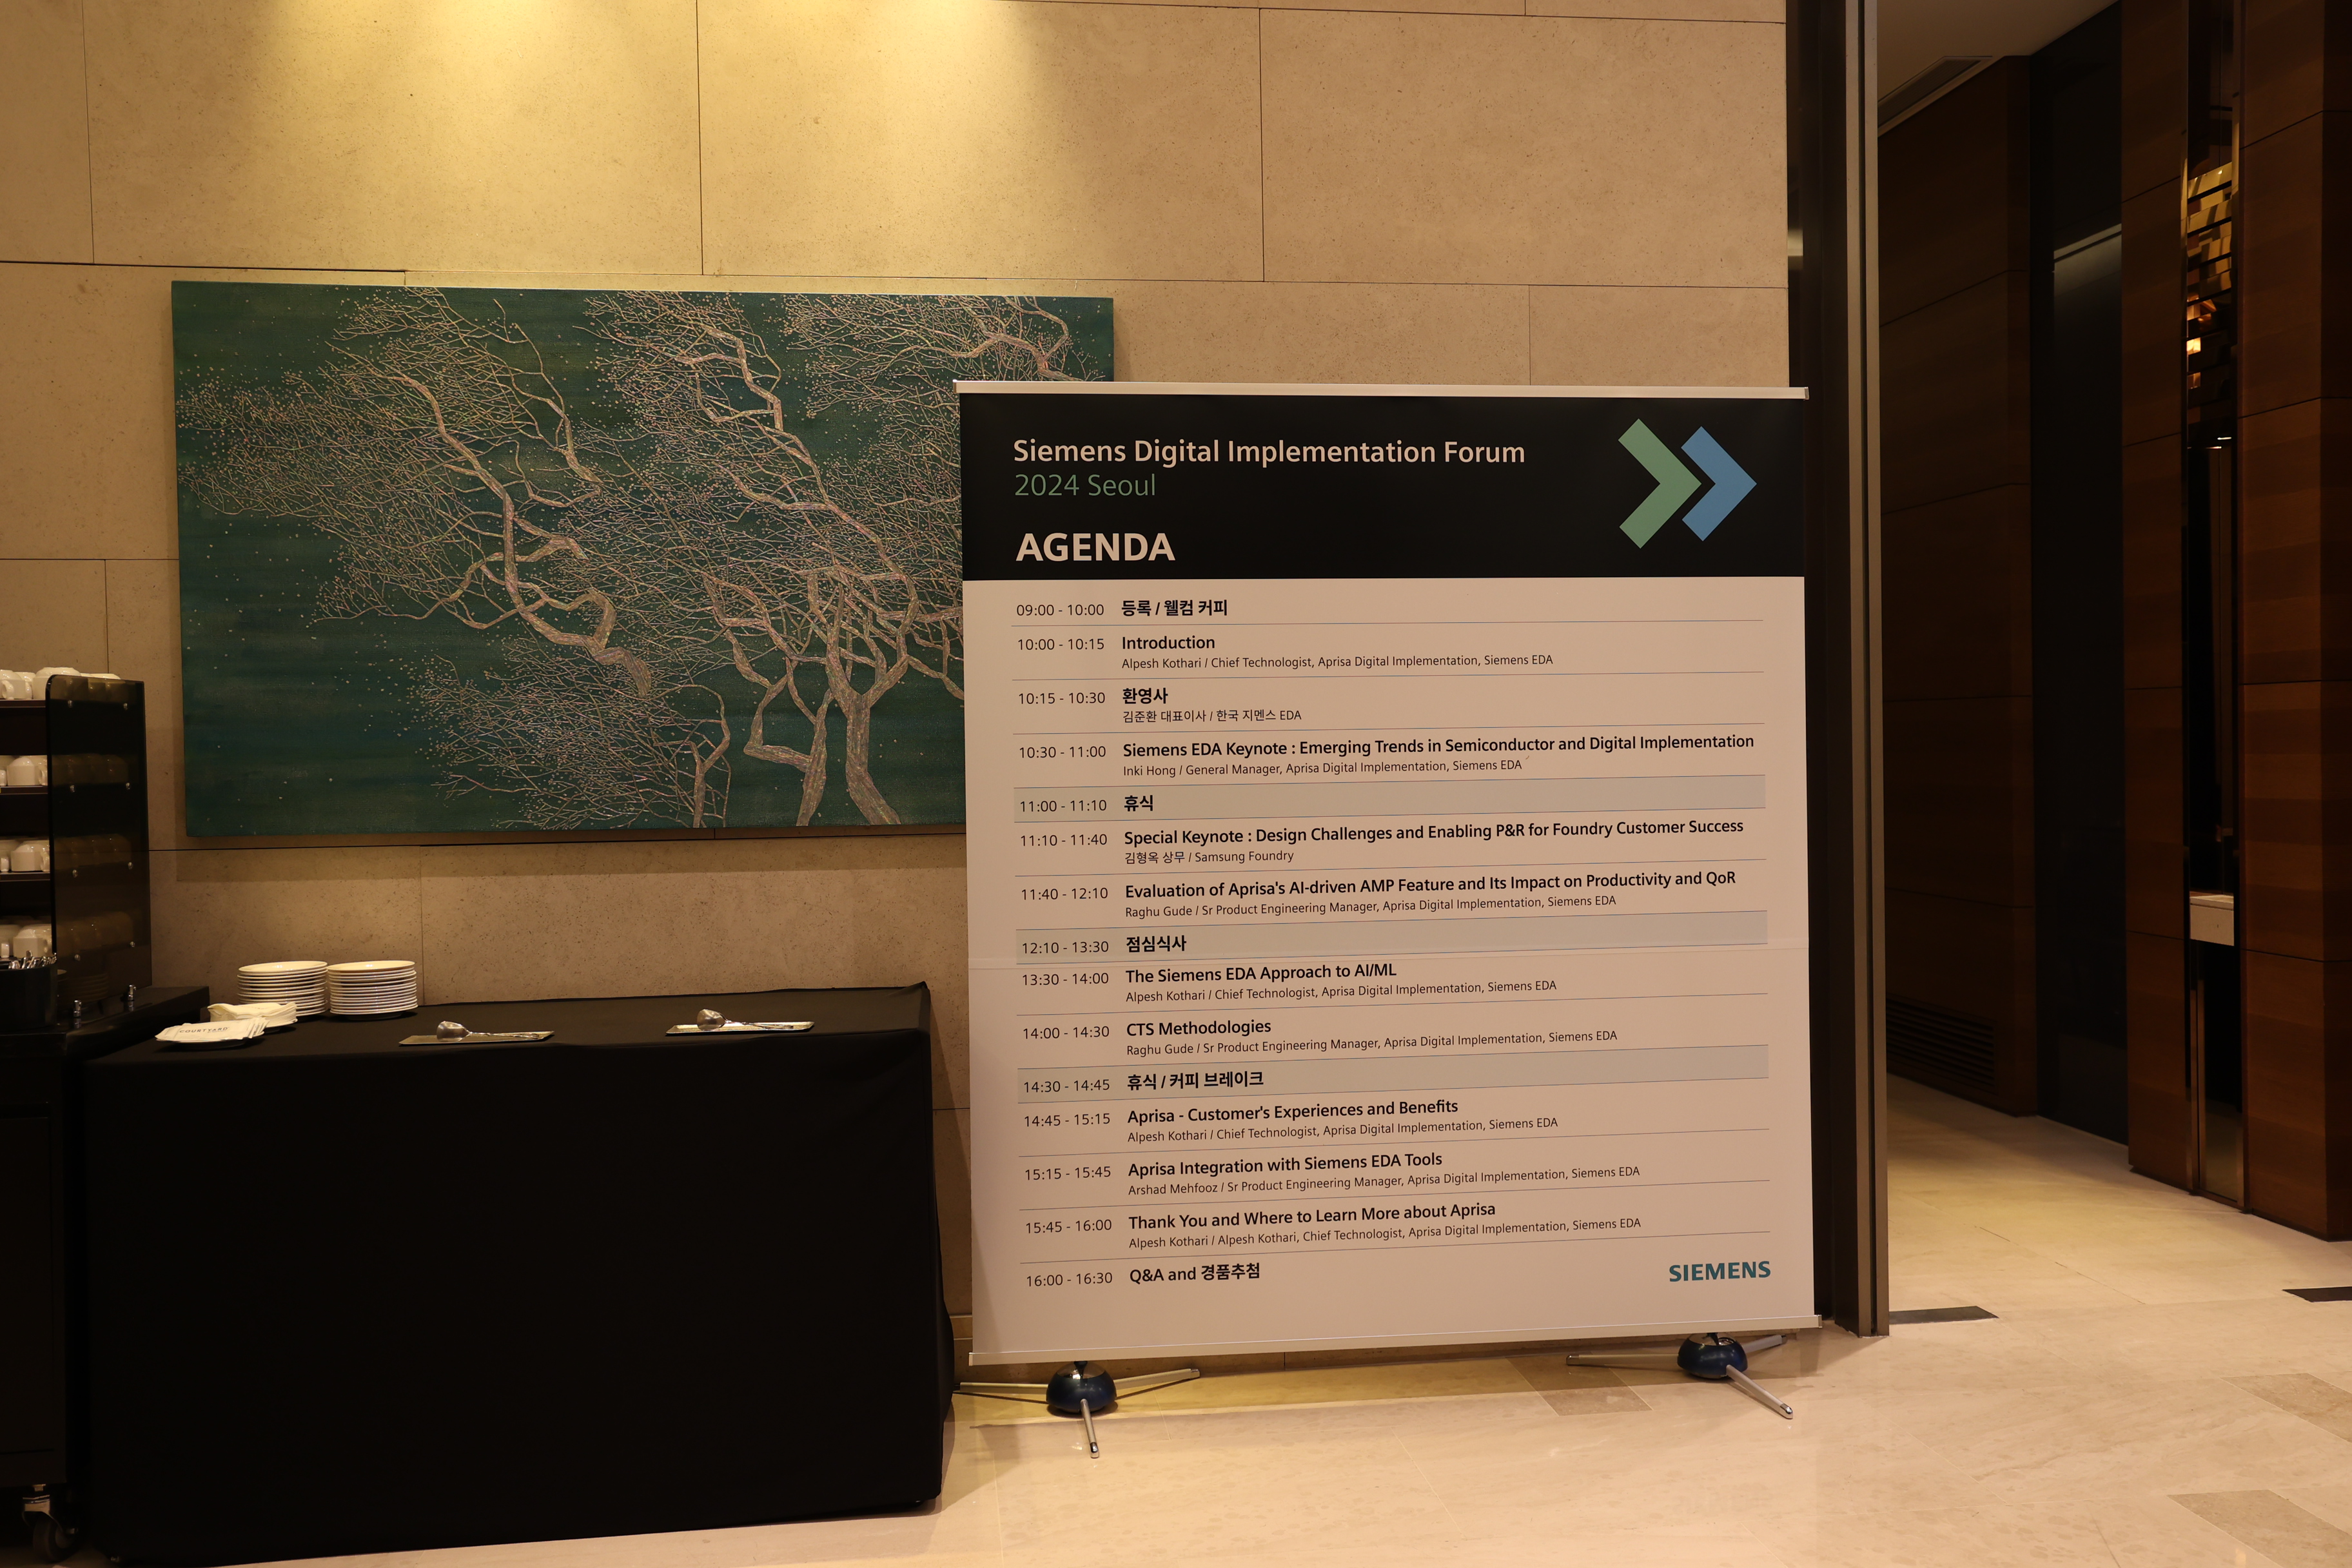 Siemens Digital Implementation Forum
2024 Seoul
AGENDA
09:00 - 10:00 등록 / 웰컴 커피
10:00 - 10:15 Introduction
Alpesh Kothari / Chief Technologist, Aprisa Digital Implementation, Siemens EDA
10:15 - 10:30 환영사
김준환 대표이사 / 한국 지멘스 EDA
10:30 - 11:00 Siemens EDA Keynote : Emerging Trends in Semiconductor and Digital Implementation
Inki Hong / General Manager, Aprisa Digital Implementation, Siemens EDA
11:00 - 11:10 휴식
11:10 - 11:40 Special Keynote : Design Challenges and Enabling P&R for Foundry Customer Success
김형옥 상무 / Samsung Foundry
11:40 - 12:10 Evaluation of Aprisa's AI-driven AMP Feature and Its Impact on Productivity and QoR
Raghu Gude / Sr Product Engineering Manager, Aprisa Digital Implementation, Siemens EDA
12:10 - 13:30 점심식사
13:30 - 14:00 The Siemens EDA Approach to AI/ML
Alpesh Kothari / Chief Technologist, Aprisa Digital Implementation, Siemens EDA
14:00 - 14:30 CTS Methodologies
Raghu Gude / Sr Product Engineering Manager, Aprisa Digital Implementation, Siemens EDA
14:30 - 14:45 휴식 / 커피 브레이크
14:45 - 15:15 Aprisa - Customer's Experiences and Benefits
Alpesh Kothari / Chief Technologist, Aprisa Digital Implementation, Siemens EDA
15:15 - 15:45 Aprisa Integration with Siemens EDA Tools
Arshad Mehfooz / Sr Product Engineering Manager, Aprisa Digital Implementation, Siemens EDA
15:45 - 16:00 Thank You and Where to Learn More about Aprisa
Alpesh Kothari / Alpesh Kothari, Chief Technologist, Aprisa Digital Implementation, Siemens EDA
16:00 - 16:30 Q&A and 경품추첨
SIEMENS
COURTYARD